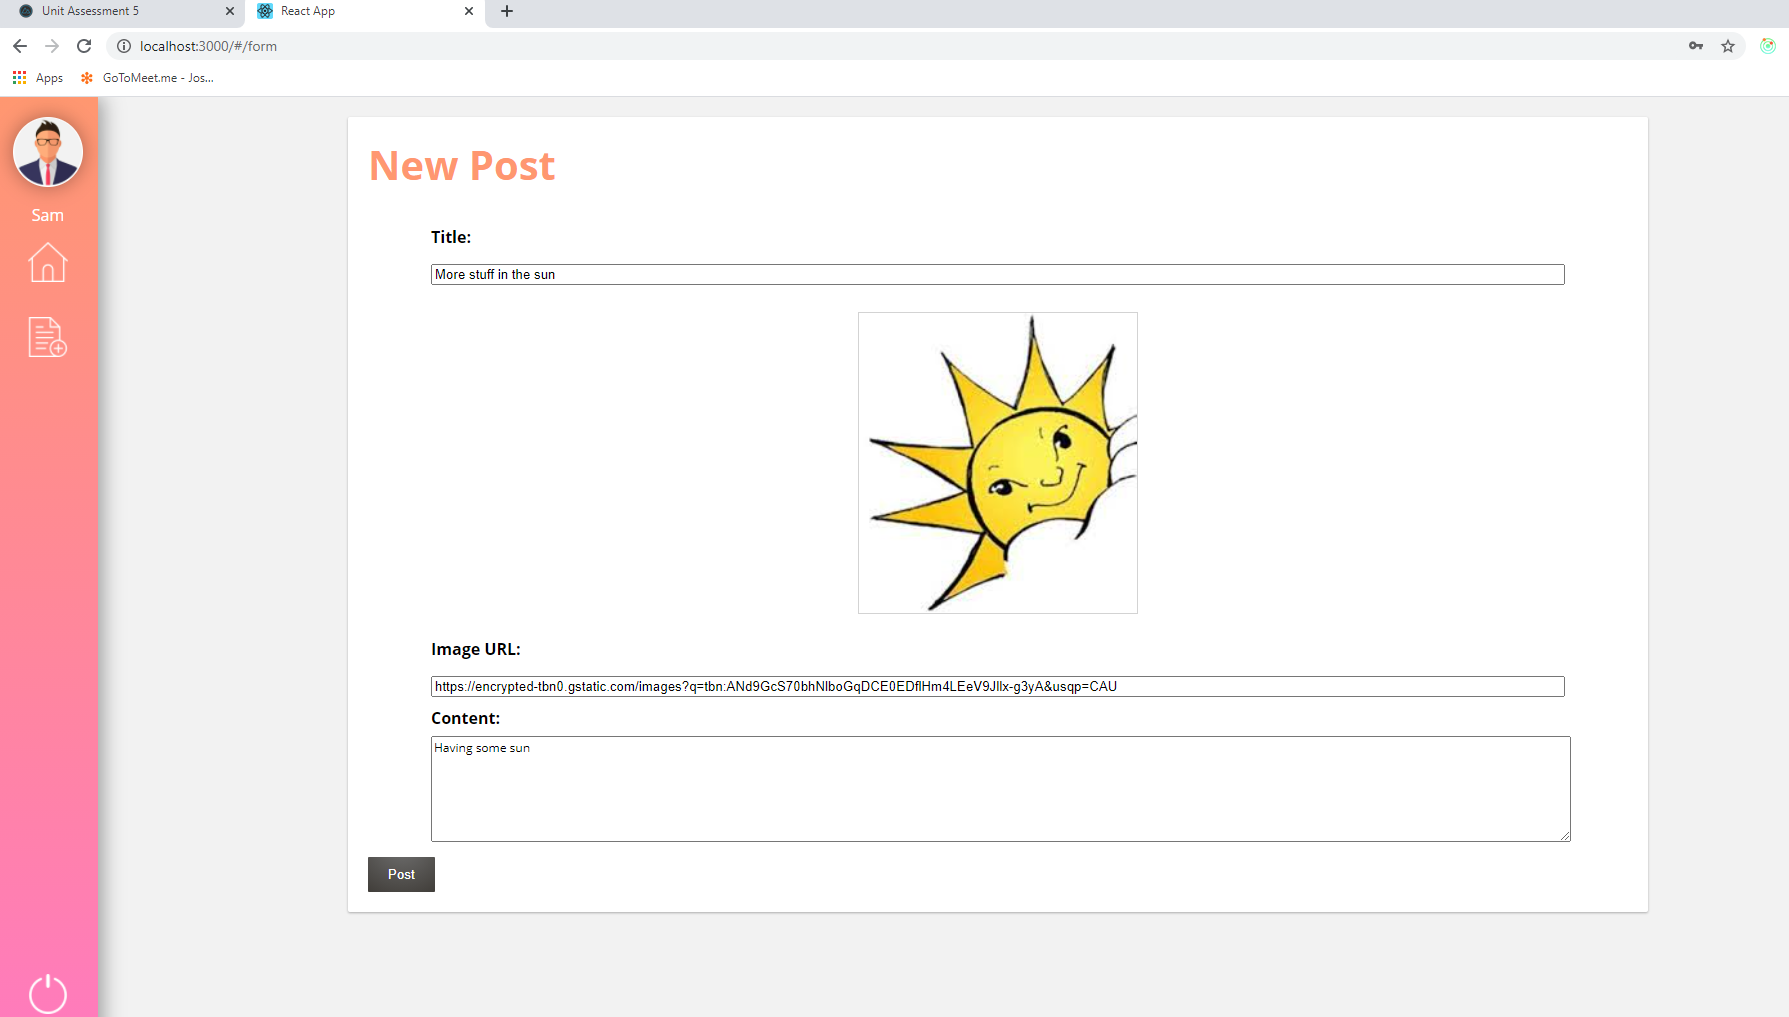 Unit Assessment 5
React App
localhost:3000/#/form
Apps
GoToMeet.me - Jos...
Sam
New Post
Title:
More stuff in the sun
Image URL:
https://encrypted-tbn0.gstatic.com/images?q=tbn:ANd9GcS70bhNlboGqDCE0EDflHm4LEeV9Jllx-g3yA&usqp=CAU
Content:
Having some sun
Post